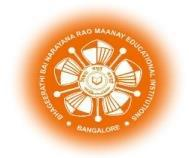 BHAGEERATHI BAI NARAYANA RAO MAANAY EDUCATIONAL INSTITUTIONS
• BANGALORE •